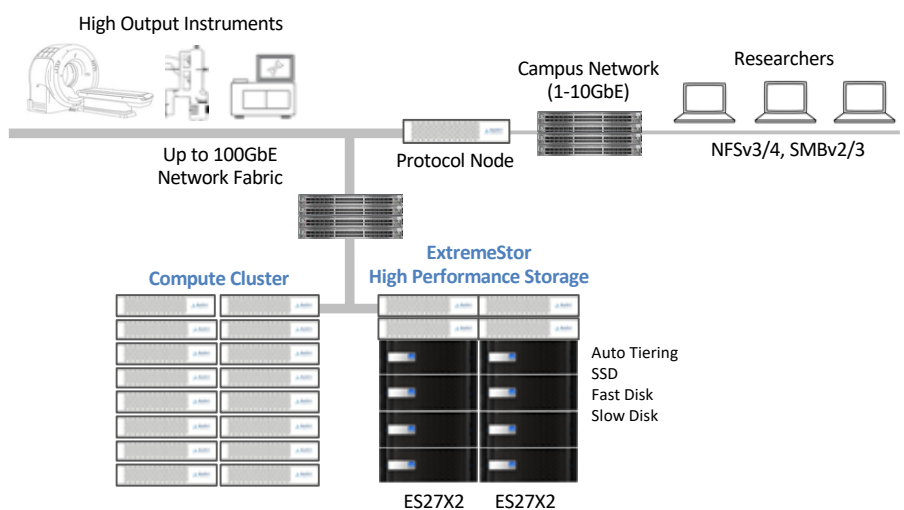 High Output Instruments
Campus Network
(1-10GbE)
Researchers
Up to 100GbE
Network Fabric
Protocol Node
NFSv3/4, SMBv2/3
ExtremeStor
High Performance Storage
Compute Cluster
Auto Tiering
SSD
Fast Disk
Slow Disk
ES27X2
ES27X2